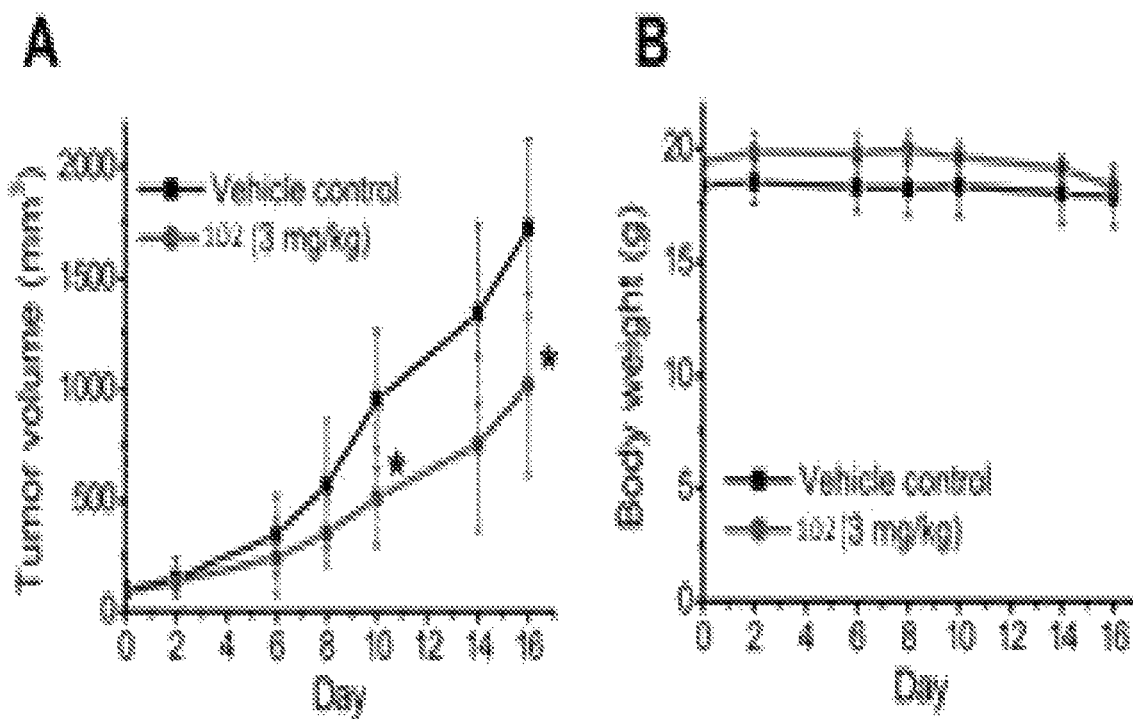 A
Tumor volume (mm³)
2000
1500
1000
500
0
Vehicle control
102 (3 mg/kg)
★
★
0 2 4 6 8 10 12 14 16
Day
B
Body weight (g)
20
15
10
5
0
Vehicle control
102 (3 mg/kg)
0 2 4 6 8 10 12 14 16
Day